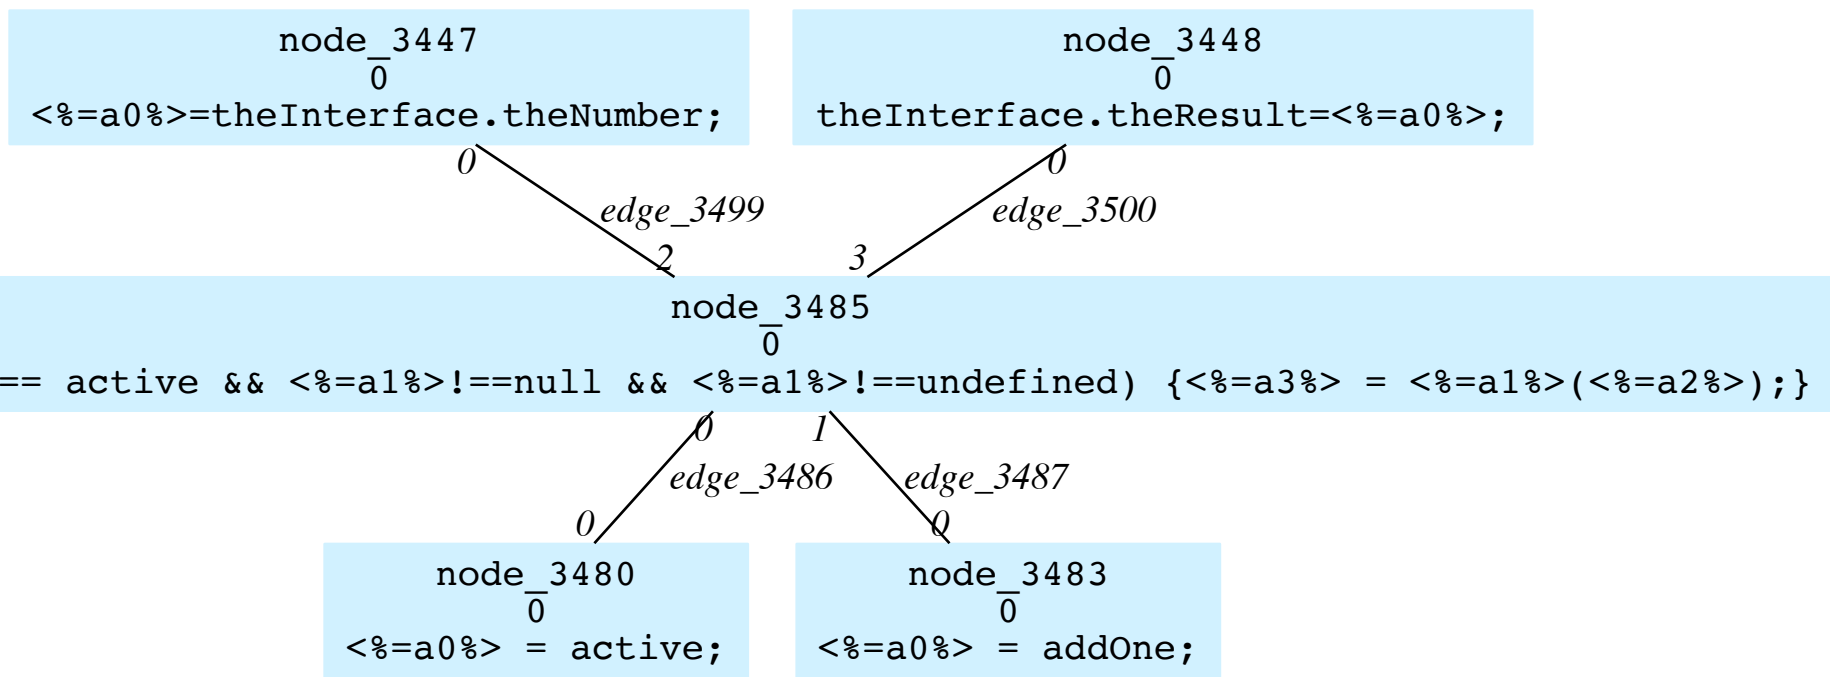 node_3447
0
<%=a0%>=theInterface.theNumber;
node_3448
0
theInterface.theResult=<%=a0%>;
0
0
edge_3499
edge_3500
2
3
node_3485
0
== active && <%=a1%>!==null && <%=a1%>!==undefined) {<%=a3%> = <%=a1%>(<%=a2%>);}
0
1
edge_3486
edge_3487
0
0
node_3480
0
<%=a0%> = active;
node_3483
0
<%=a0%> = addOne;